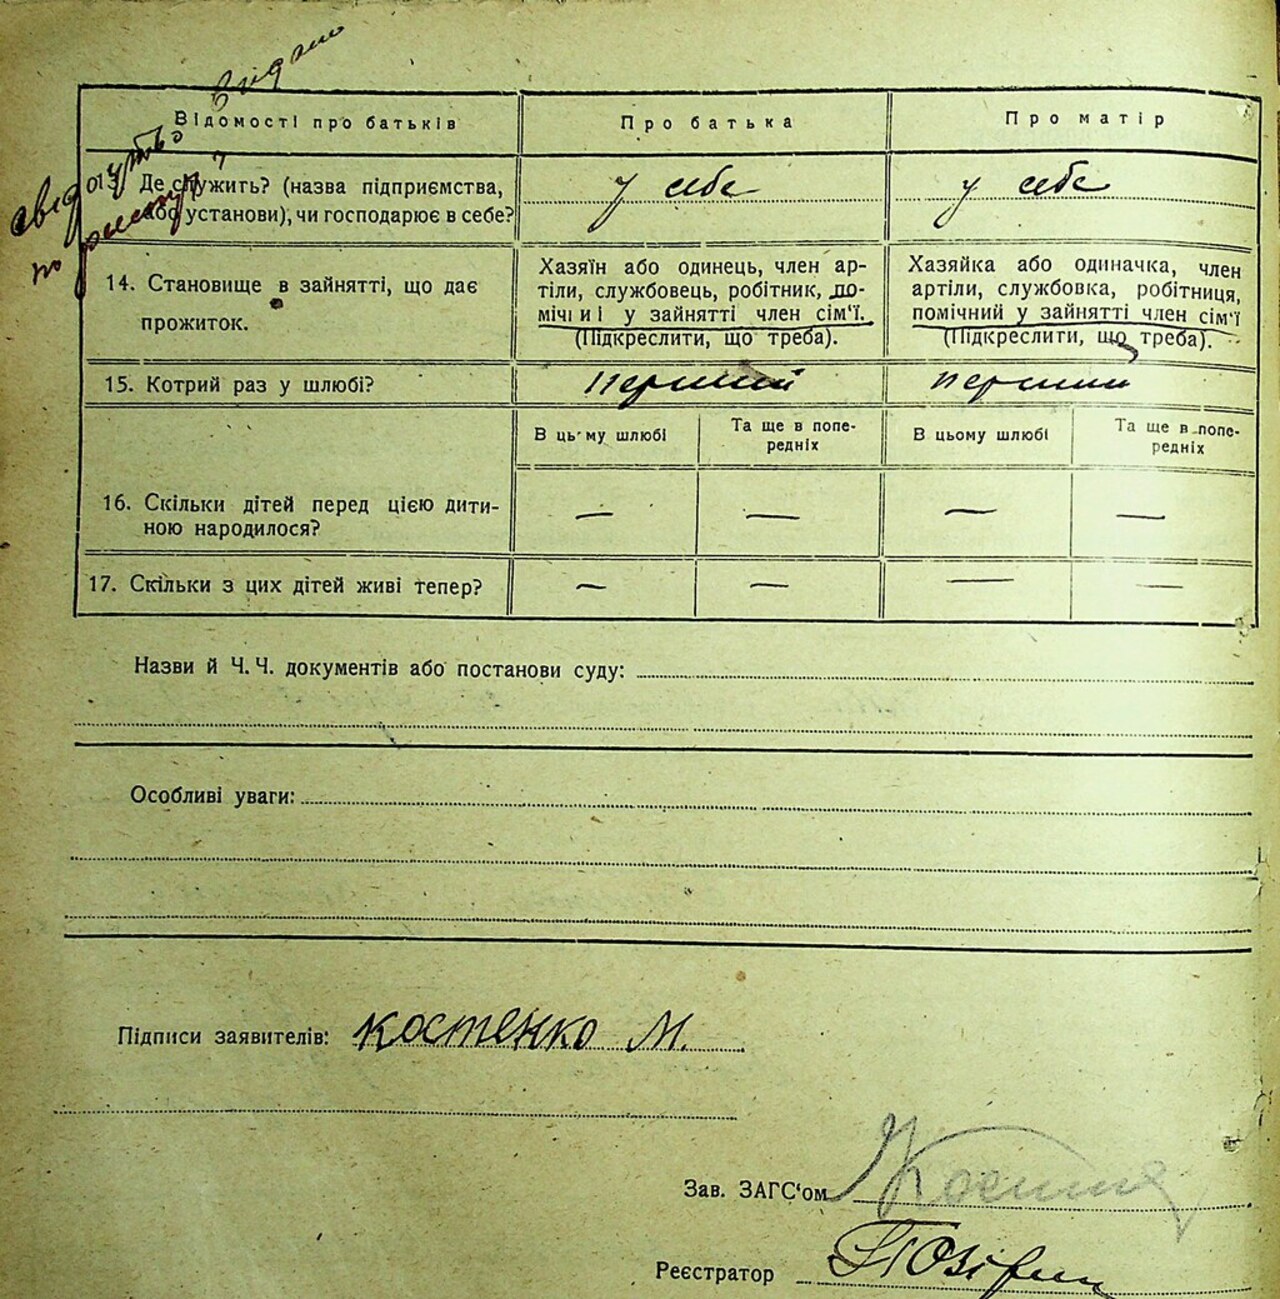 Відомості про батьків Про батька Про матір
Де служить? (назва підприємства, у себе у себе
або установи), чи господарює в себе?
14. Становище в зайнятті, що дає
прожиток.
Хазяїн або одинець, член ар-
тіли, службовець, робітник, по-
мічний у зайнятті член сім'ї.
(Підкреслити, що треба).
Хазяйка або одиначка, член
артіли, службовка, робітниця,
помічний у зайнятті член сім'ї
(Підкреслити, що треба).
15. Котрий раз у шлюбі? перший перший
В цьому шлюбі
Та ще в попе-
редніх
В цьому шлюбі
Та ще в попе-
редніх
16. Скільки дітей перед цією дити- — — — —
ною народилося?
17. Скільки з цих дітей живі тепер? — — — —
Назви й Ч. Ч. документів або постанови суду:
Особливі уваги:
Підписи заявителів: Костенко М.
Зав. ЗАГС'ом
Реєстратор